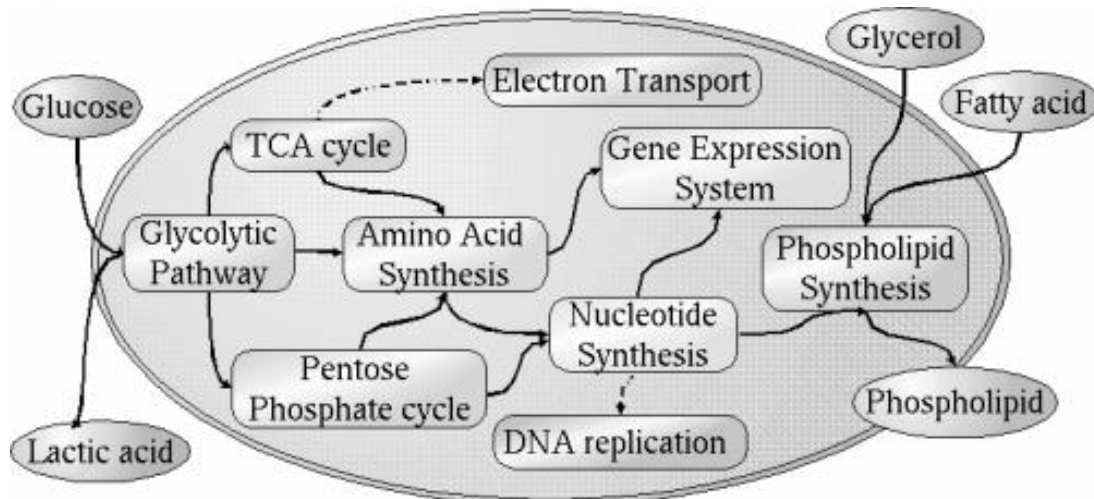 Glycerol
Glucose
Electron Transport
Fatty acid
TCA cycle
Gene Expression
System
Glycolytic
Pathway
Amino Acid
Synthesis
Phospholipid
Synthesis
Nucleotide
Synthesis
Pentose
Phosphate cycle
Phospholipid
Lactic acid
DNA replication